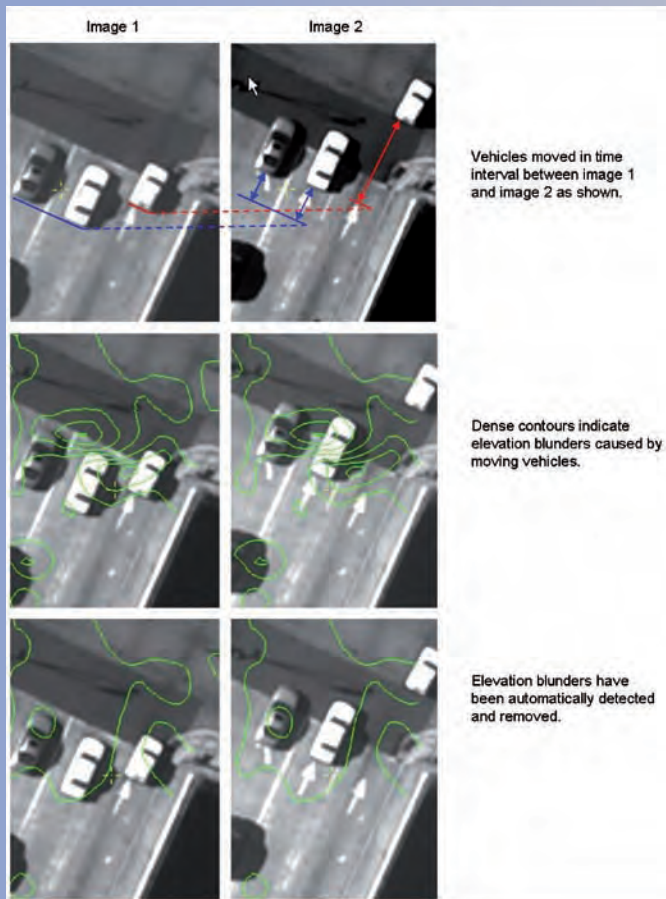 Image 1
Image 2
Vehicles moved in time
interval between image 1
and image 2 as shown.
Dense contours indicate
elevation blunders caused by
moving vehicles.
Elevation blunders have
been automatically detected
and removed.